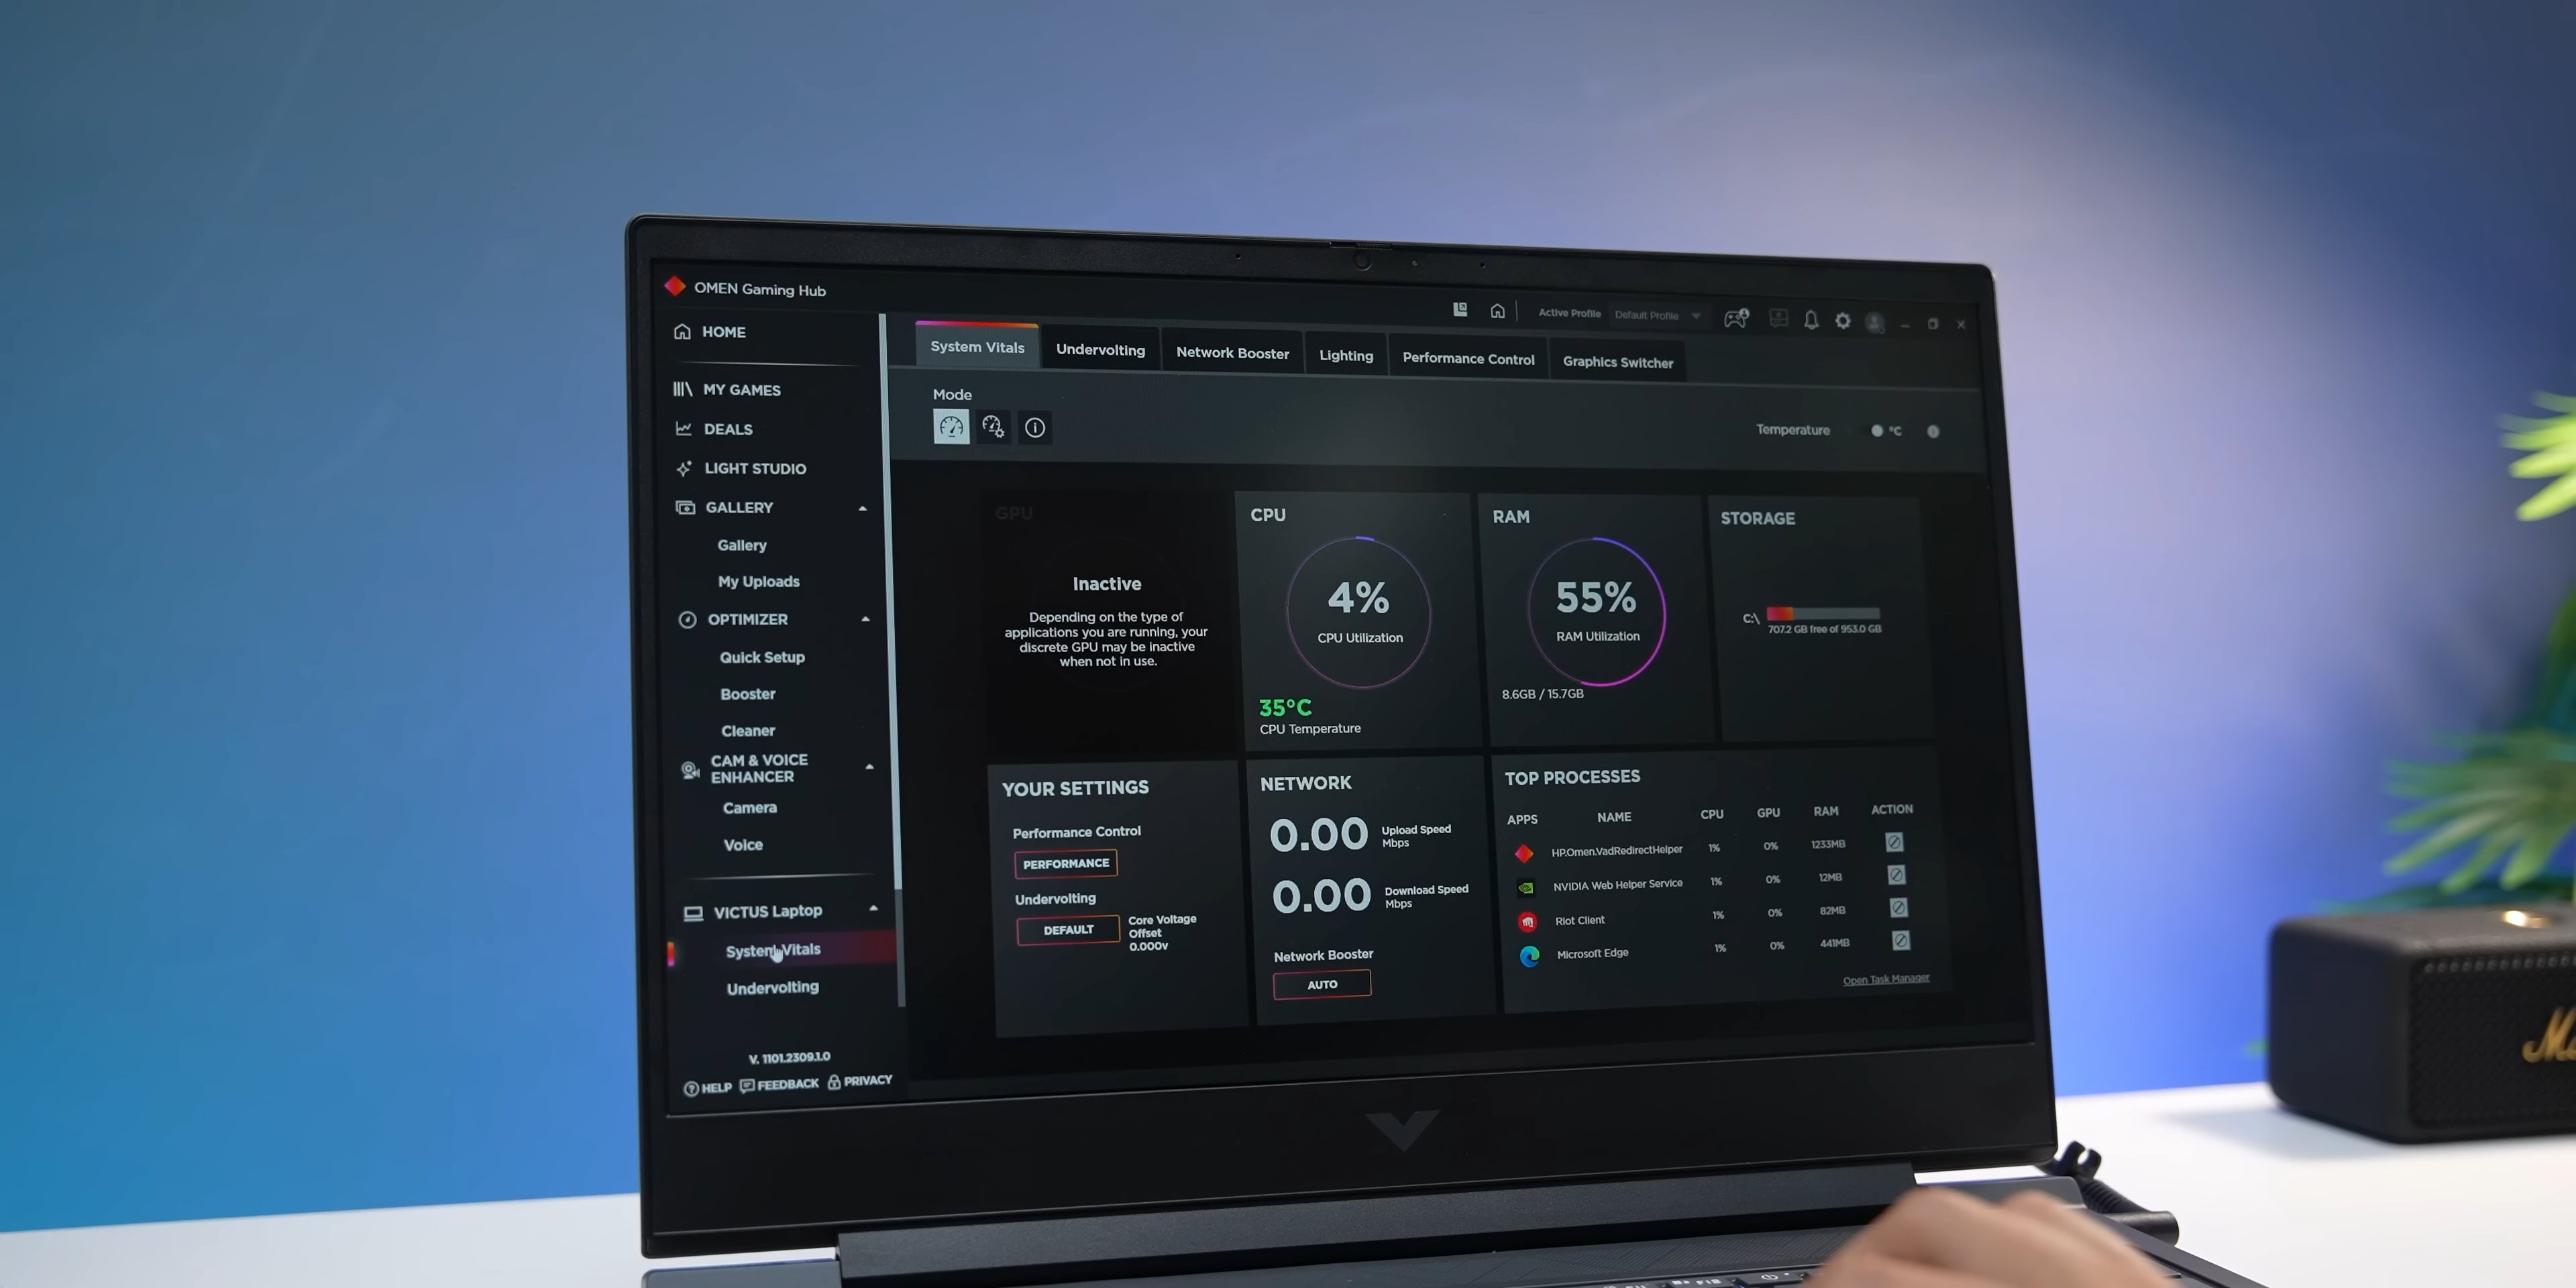 OMEN Gaming Hub
HOME
MY GAMES
DEALS
LIGHT STUDIO
GALLERY
Gallery
My Uploads
OPTIMIZER
Quick Setup
Booster
Cleaner
CAM & VOICE
ENHANCER
Camera
Voice
VICTUS Laptop
System Vitals
Undervolting
V. 1101.2309.1.0
HELP FEEDBACK PRIVACY
Active Profile Default Profile
System Vitals Undervolting Network Booster Lighting Performance Control Graphics Switcher
Mode
Temperature °C
GPU
Inactive
Depending on the type of
applications you are running, your
discrete GPU may be inactive
when not in use.
CPU
4%
CPU Utilization
35°C
CPU Temperature
RAM
55%
RAM Utilization
8.6GB / 15.7GB
STORAGE
C:\
707.2 GB free of 953.0 GB
YOUR SETTINGS
Performance Control
PERFORMANCE
Undervolting
DEFAULT
Core Voltage
Offset
0.000v
NETWORK
0.00 Upload Speed
Mbps
0.00 Download Speed
Mbps
Network Booster
AUTO
TOP PROCESSES
APPS NAME CPU GPU RAM ACTION
HP.Omen.VadRedirectHelper 1% 0% 1233MB
NVIDIA Web Helper Service 1% 0% 12MB
Riot Client 1% 0% 82MB
Microsoft Edge 1% 0% 441MB
Open Task Manager